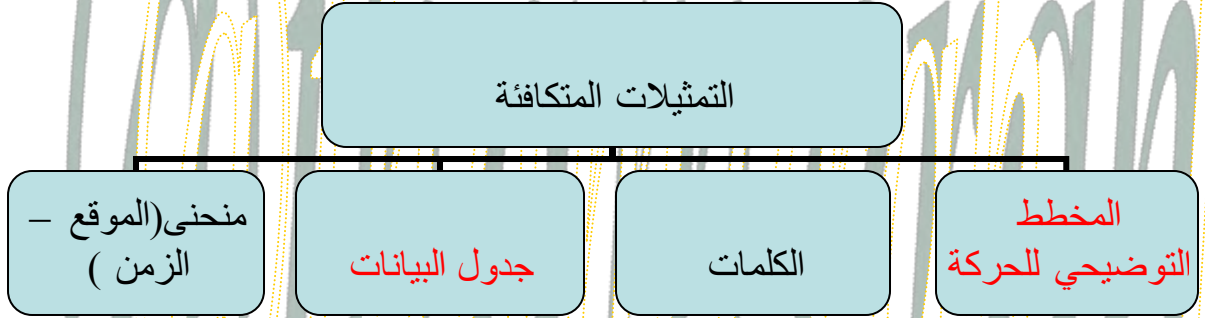 التمثيلات المتكافئة
المخطط
التوضيحي للحركة
الكلمات
جدول البيانات
منحنى(الموقع –
الزمن )